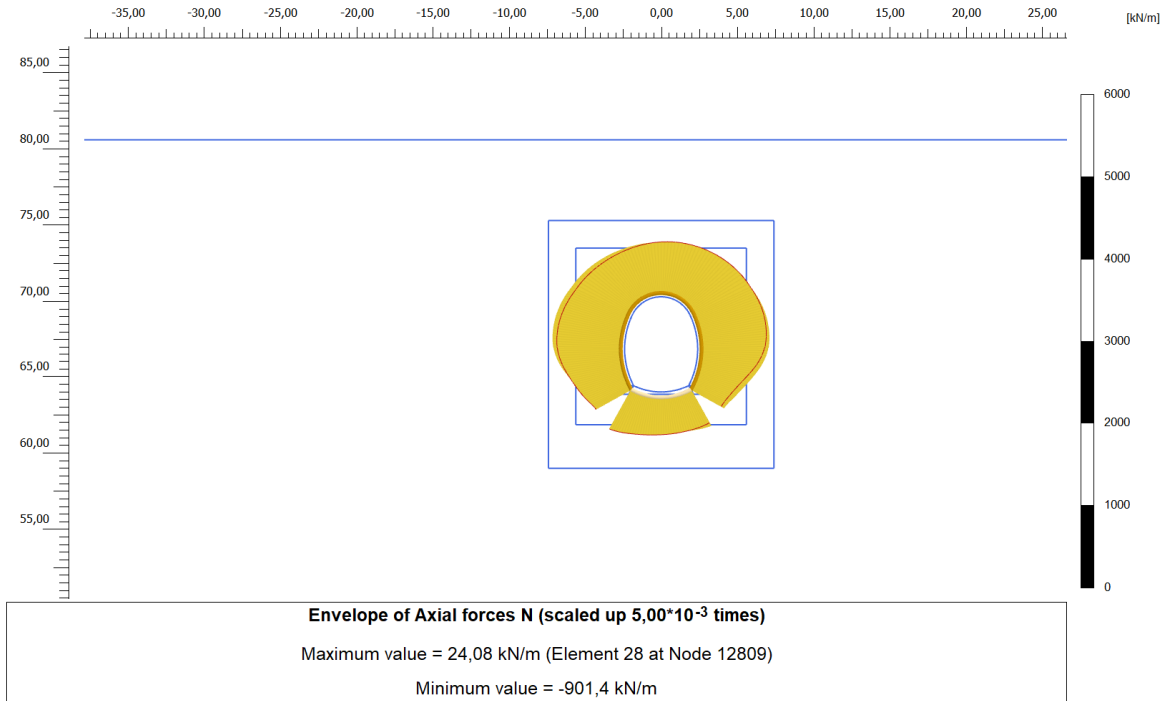 -35,00 -30,00 -25,00 -20,00 -15,00 -10,00 -5,00 0,00 5,00 10,00 15,00 20,00 25,00
[kN/m]
85,00
80,00
75,00
70,00
65,00
60,00
55,00
6000
5000
4000
3000
2000
1000
0
Envelope of Axial forces N (scaled up 5,00*10-3 times)
Maximum value = 24,08 kN/m (Element 28 at Node 12809)
Minimum value = -901,4 kN/m